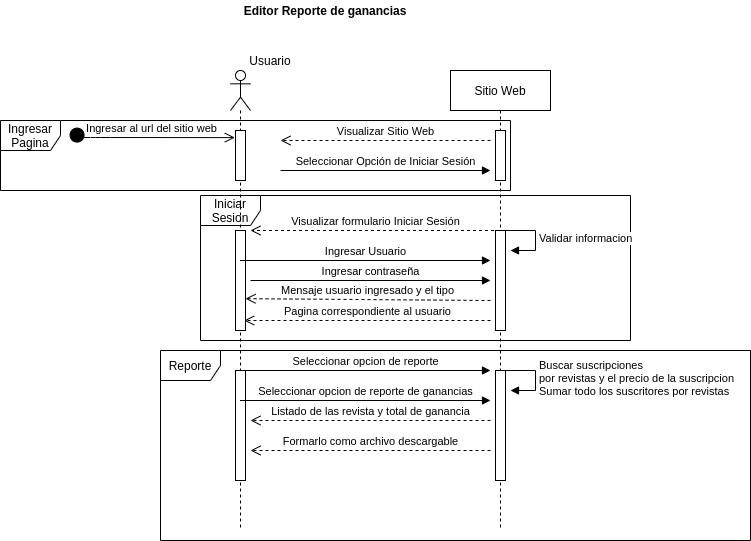 Editor Reporte de ganancias
Usuario
Sitio Web
Ingresar
Pagina
Ingresar al url del sitio web
Visualizar Sitio Web
Seleccionar Opción de Iniciar Sesión
Iniciar
Sesión
Visualizar formulario Iniciar Sesión
Validar informacion
Ingresar Usuario
Ingresar contraseña
Mensaje usuario ingresado y el tipo
Pagina correspondiente al usuario
Reporte
Seleccionar opcion de reporte
Buscar suscripciones
por revistas y el precio de la suscripcion
Sumar todo los suscritores por revistas
Seleccionar opcion de reporte de ganancias
Listado de las revista y total de ganancia
Formarlo como archivo descargable